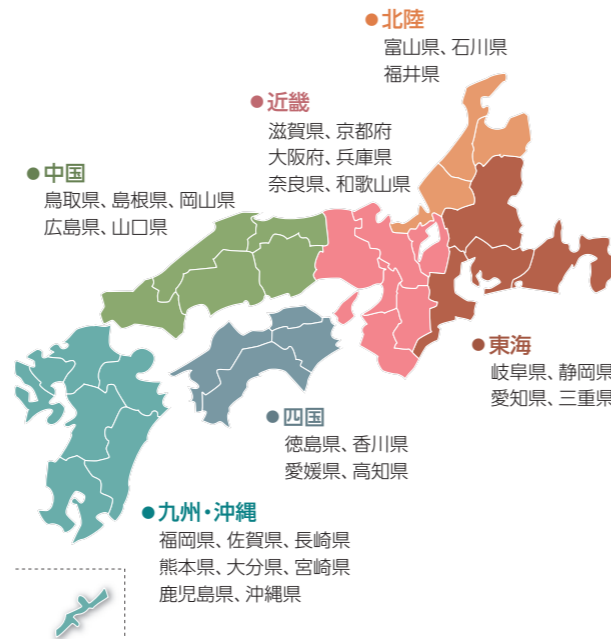 ●北陸
富山県、石川県
福井県
●近畿
滋賀県、京都府
大阪府、兵庫県
奈良県、和歌山県
●中国
鳥取県、島根県、岡山県
広島県、山口県
●東海
岐阜県、静岡県
愛知県、三重県
●四国
徳島県、香川県
愛媛県、高知県
●九州・沖縄
福岡県、佐賀県、長崎県
熊本県、大分県、宮崎県
鹿児島県、沖縄県